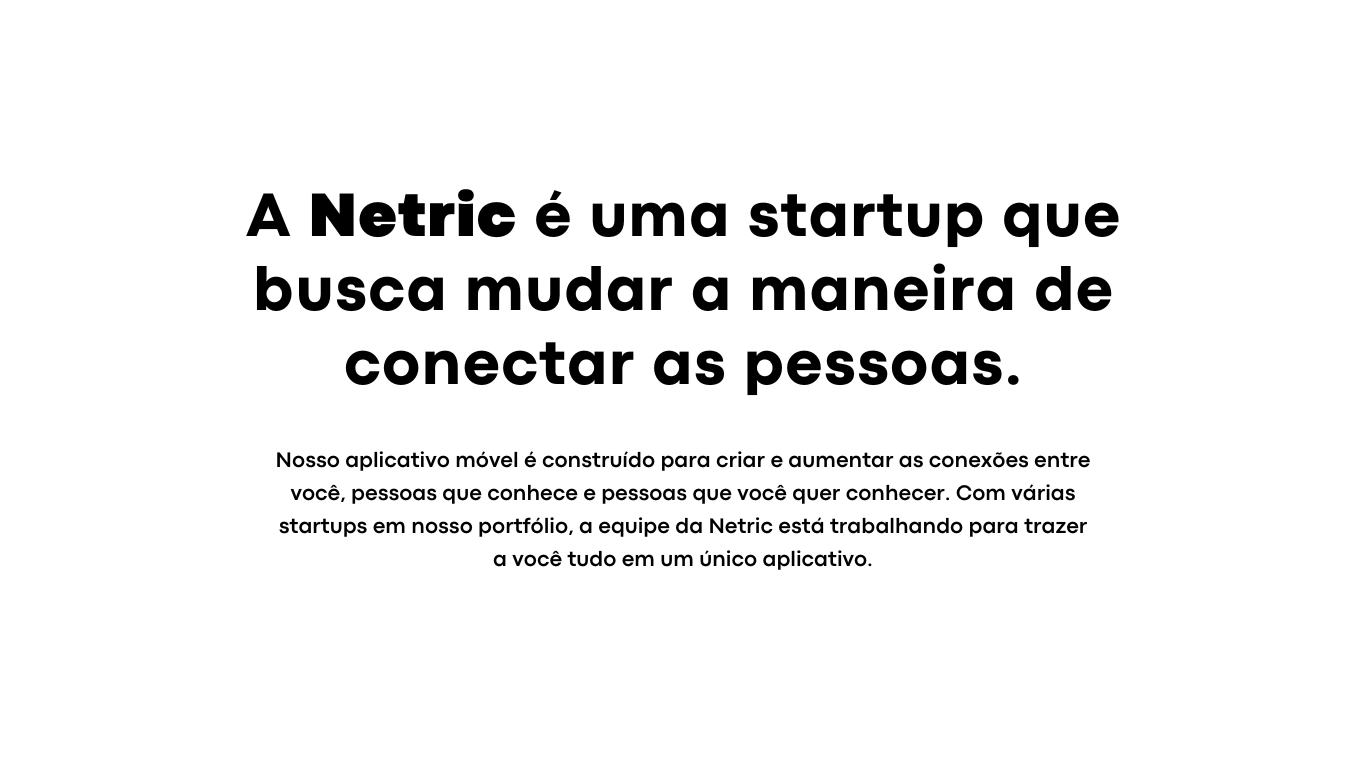 A Netric é uma startup que
busca mudar a maneira de
conectar as pessoas.
Nosso aplicativo móvel é construído para criar e aumentar as conexões entre
você, pessoas que conhece e pessoas que você quer conhecer. Com várias
startups em nosso portfólio, a equipe da Netric está trabalhando para trazer
a você tudo em um único aplicativo.